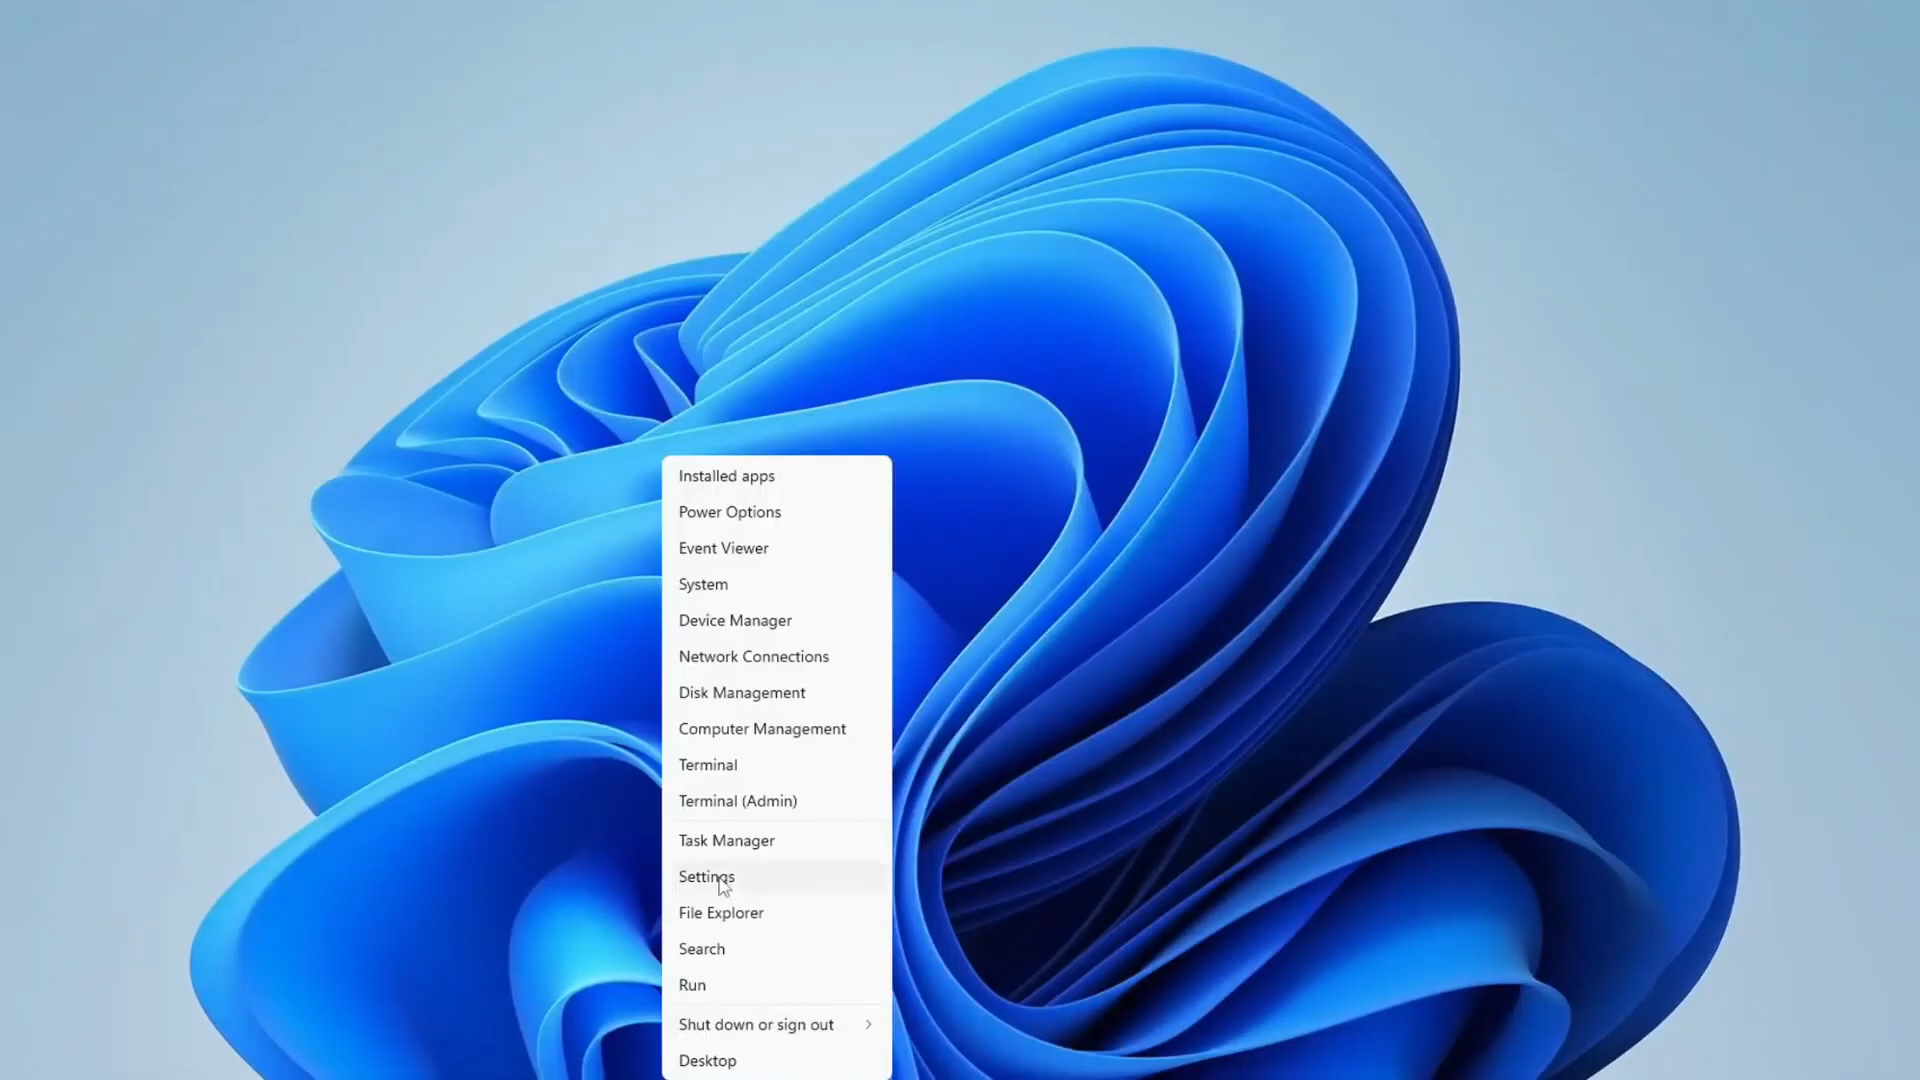 Installed apps
Power Options
Event Viewer
System
Device Manager
Network Connections
Disk Management
Computer Management
Terminal
Terminal (Admin)
Task Manager
Settings
File Explorer
Search
Run
Shut down or sign out
Desktop